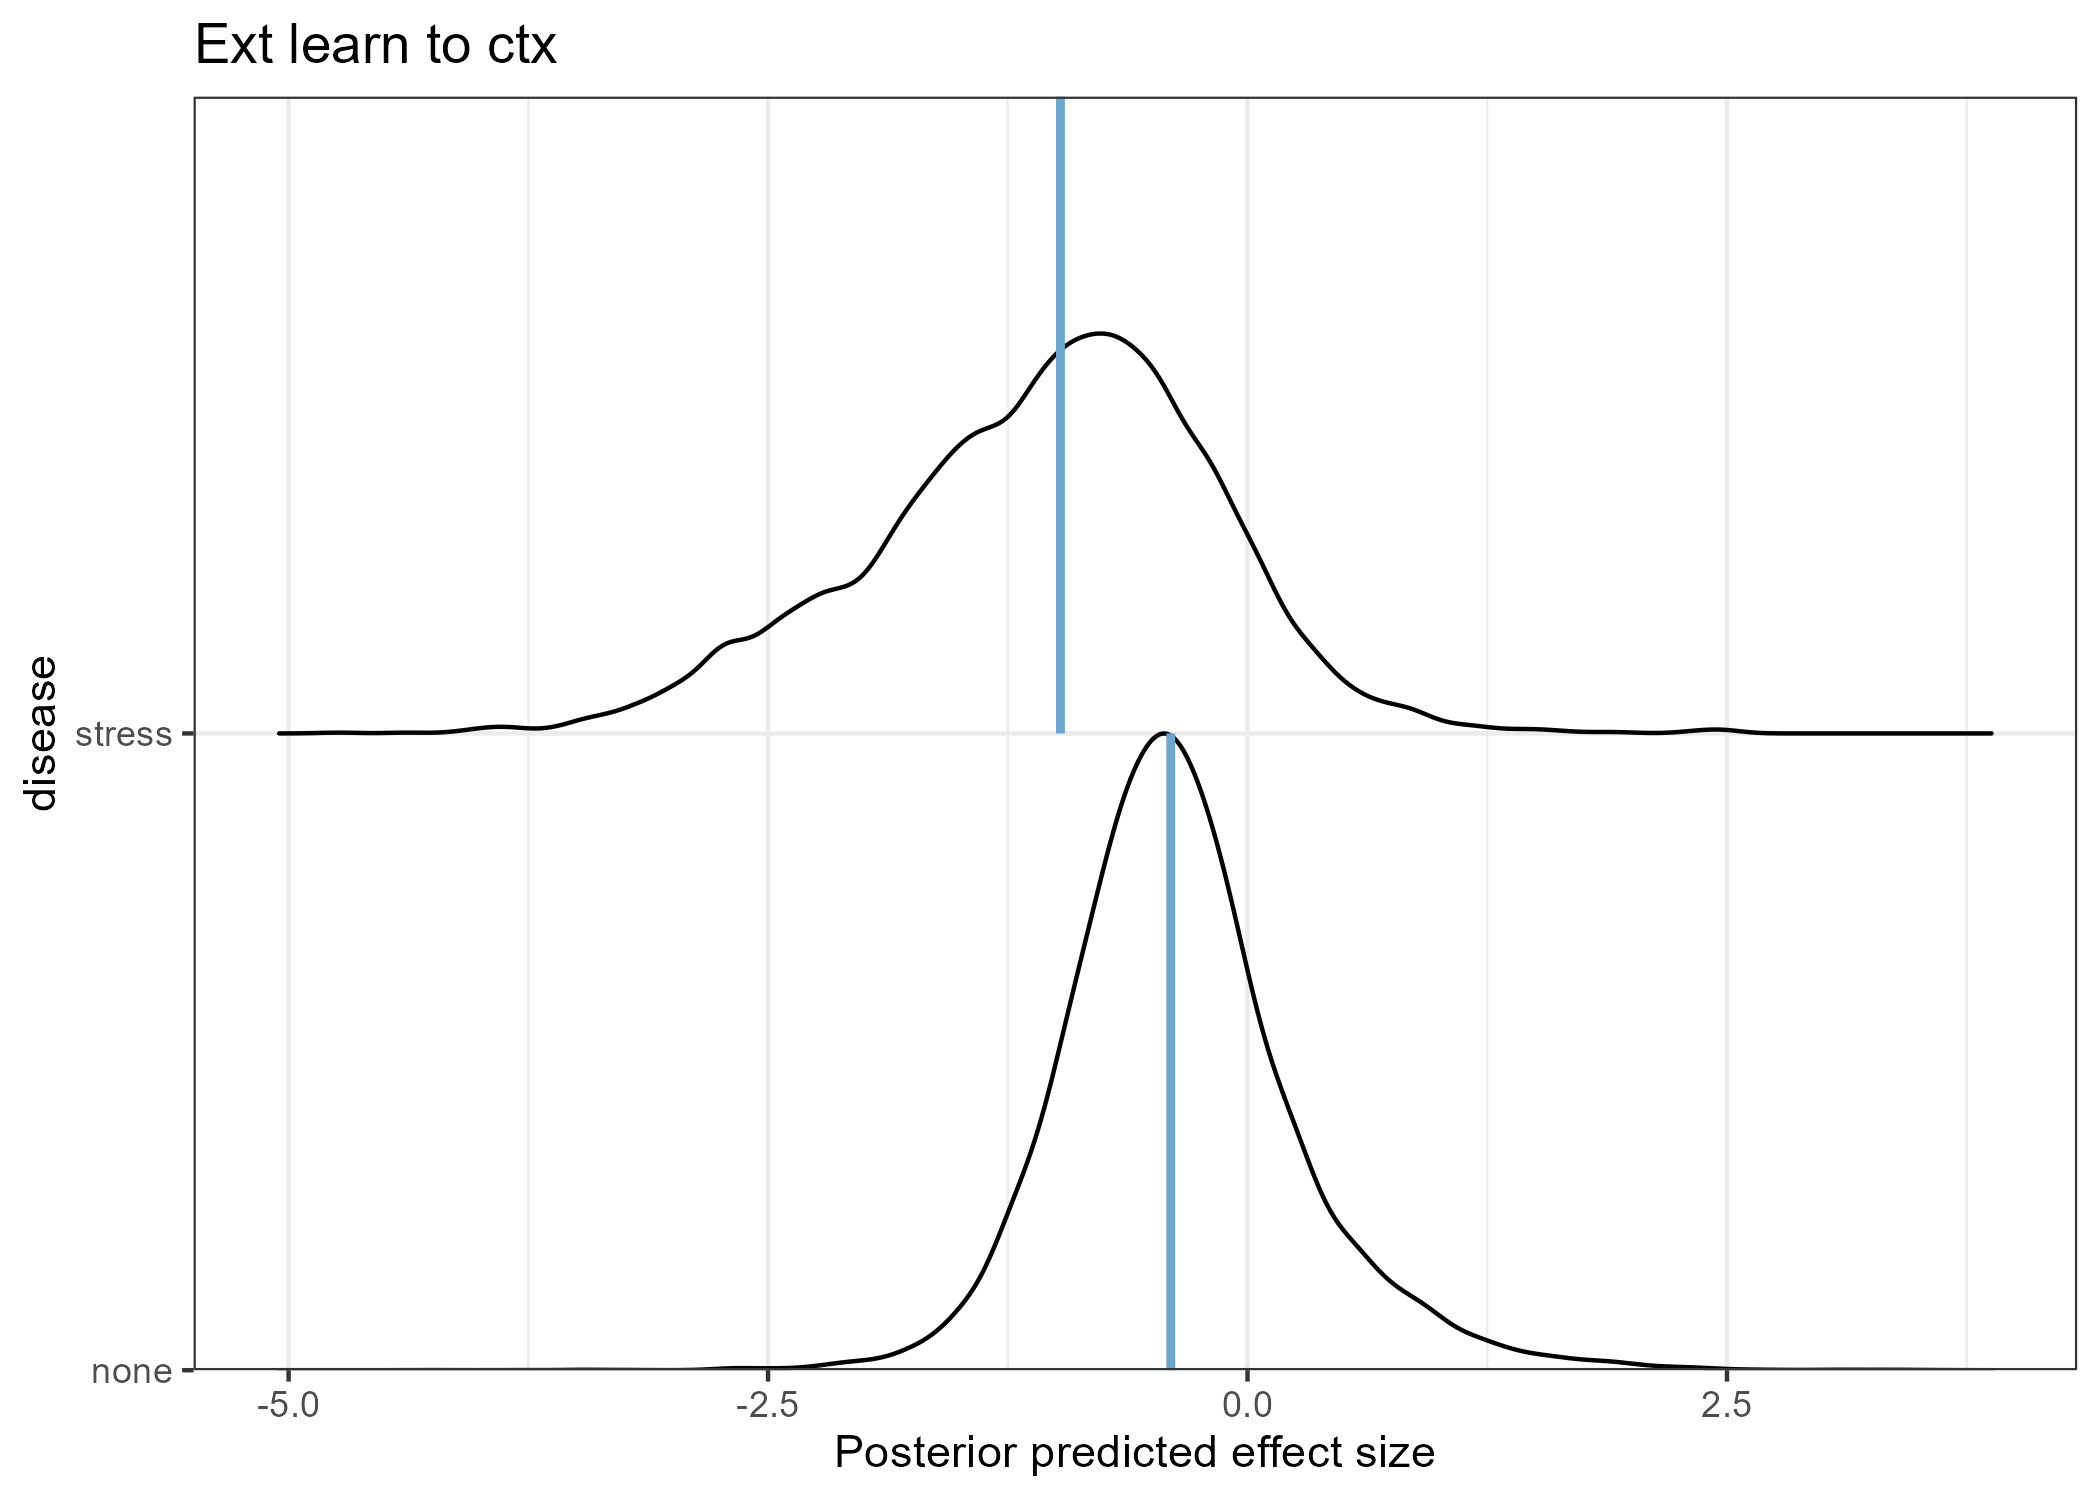 Ext learn to ctx
disease
stress
none
-5.0 -2.5 0.0 2.5
Posterior predicted effect size